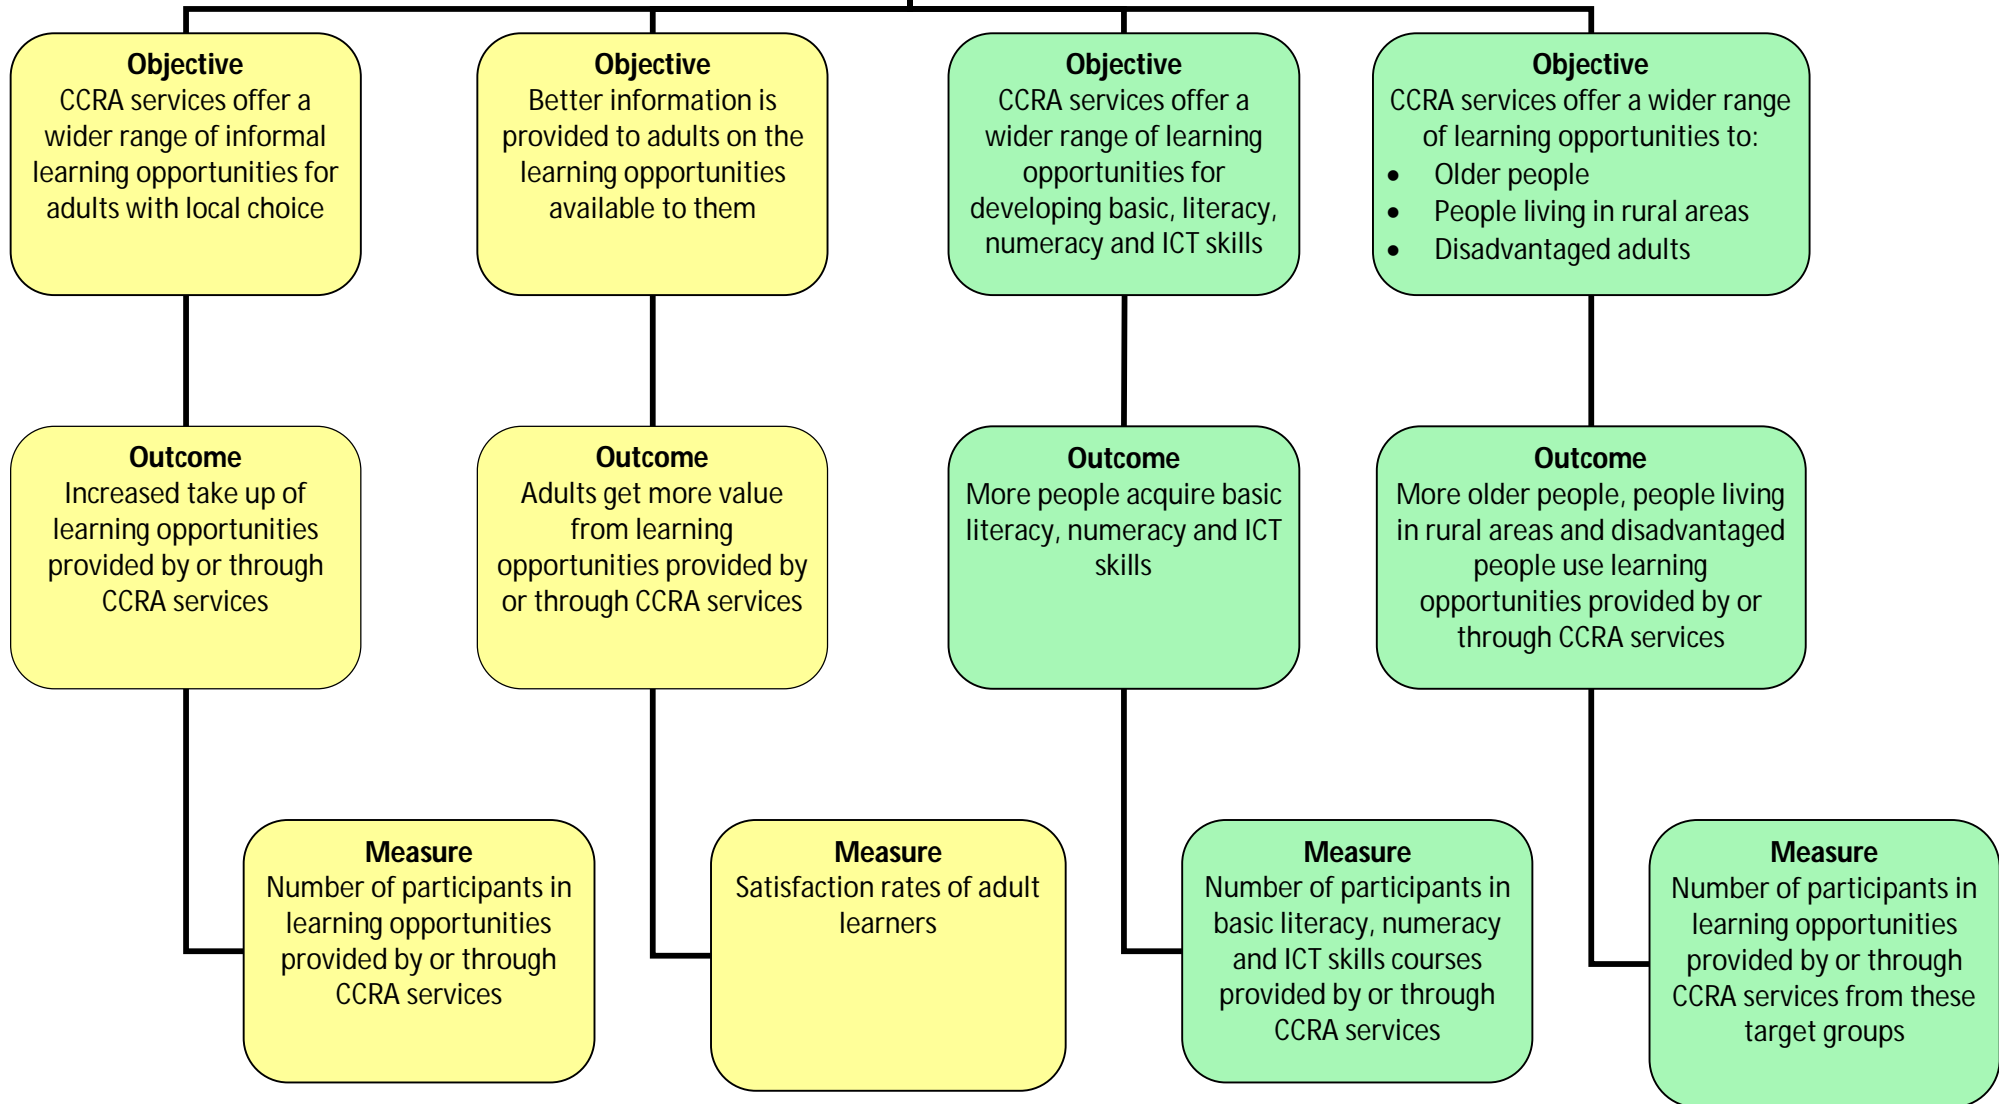 Objective
CCRA services offer a
wider range of informal
learning opportunities for
adults with local choice
Objective
Better information is
provided to adults on the
learning opportunities
available to them
Objective
CCRA services offer a
wider range of learning
opportunities for
developing basic, literacy,
numeracy and ICT skills
Objective
CCRA services offer a wider range
of learning opportunities to:
• Older people
• People living in rural areas
• Disadvantaged adults
Outcome
Increased take up of
learning opportunities
provided by or through
CCRA services
Outcome
Adults get more value
from learning
opportunities provided by
or through CCRA services
Outcome
More people acquire basic
literacy, numeracy and ICT
skills
Outcome
More older people, people living
in rural areas and disadvantaged
people use learning
opportunities provided by or
through CCRA services
Measure
Number of participants in
learning opportunities
provided by or through
CCRA services
Measure
Satisfaction rates of adult
learners
Measure
Number of participants in
basic literacy, numeracy
and ICT skills courses
provided by or through
CCRA services
Measure
Number of participants in
learning opportunities
provided by or through
CCRA services from these
target groups